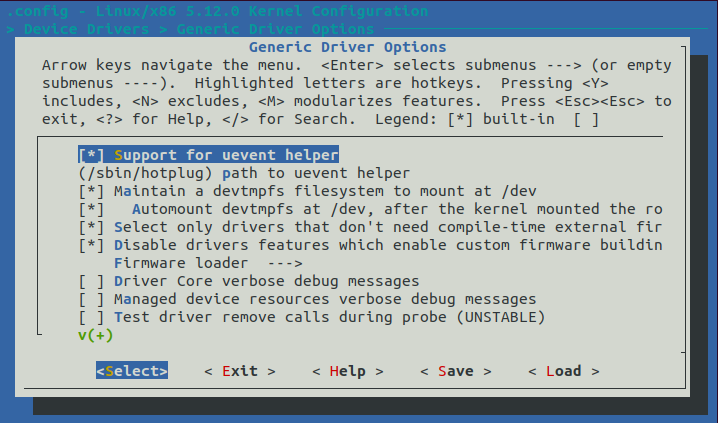 .config - Linux/x86 5.12.0 Kernel Configuration
> Device Drivers > Generic Driver Options
Generic Driver Options
Arrow keys navigate the menu.  <Enter> selects submenus ---> (or empty
submenus ----).  Highlighted letters are hotkeys.  Pressing <Y>
includes, <N> excludes, <M> modularizes features.  Press <Esc><Esc> to
exit, <?> for Help, </> for Search.  Legend: [*] built-in  [ ]
[*] Support for uevent helper
(/sbin/hotplug) path to uevent helper
[*] Maintain a devtmpfs filesystem to mount at /dev
[*]   Automount devtmpfs at /dev, after the kernel mounted the ro
[*] Select only drivers that don't need compile-time external fir
[*] Disable drivers features which enable custom firmware buildin
Firmware loader  --->
[ ] Driver Core verbose debug messages
[ ] Managed device resources verbose debug messages
[ ] Test driver remove calls during probe (UNSTABLE)
v(+)
<Select>    < Exit >    < Help >    < Save >    < Load >